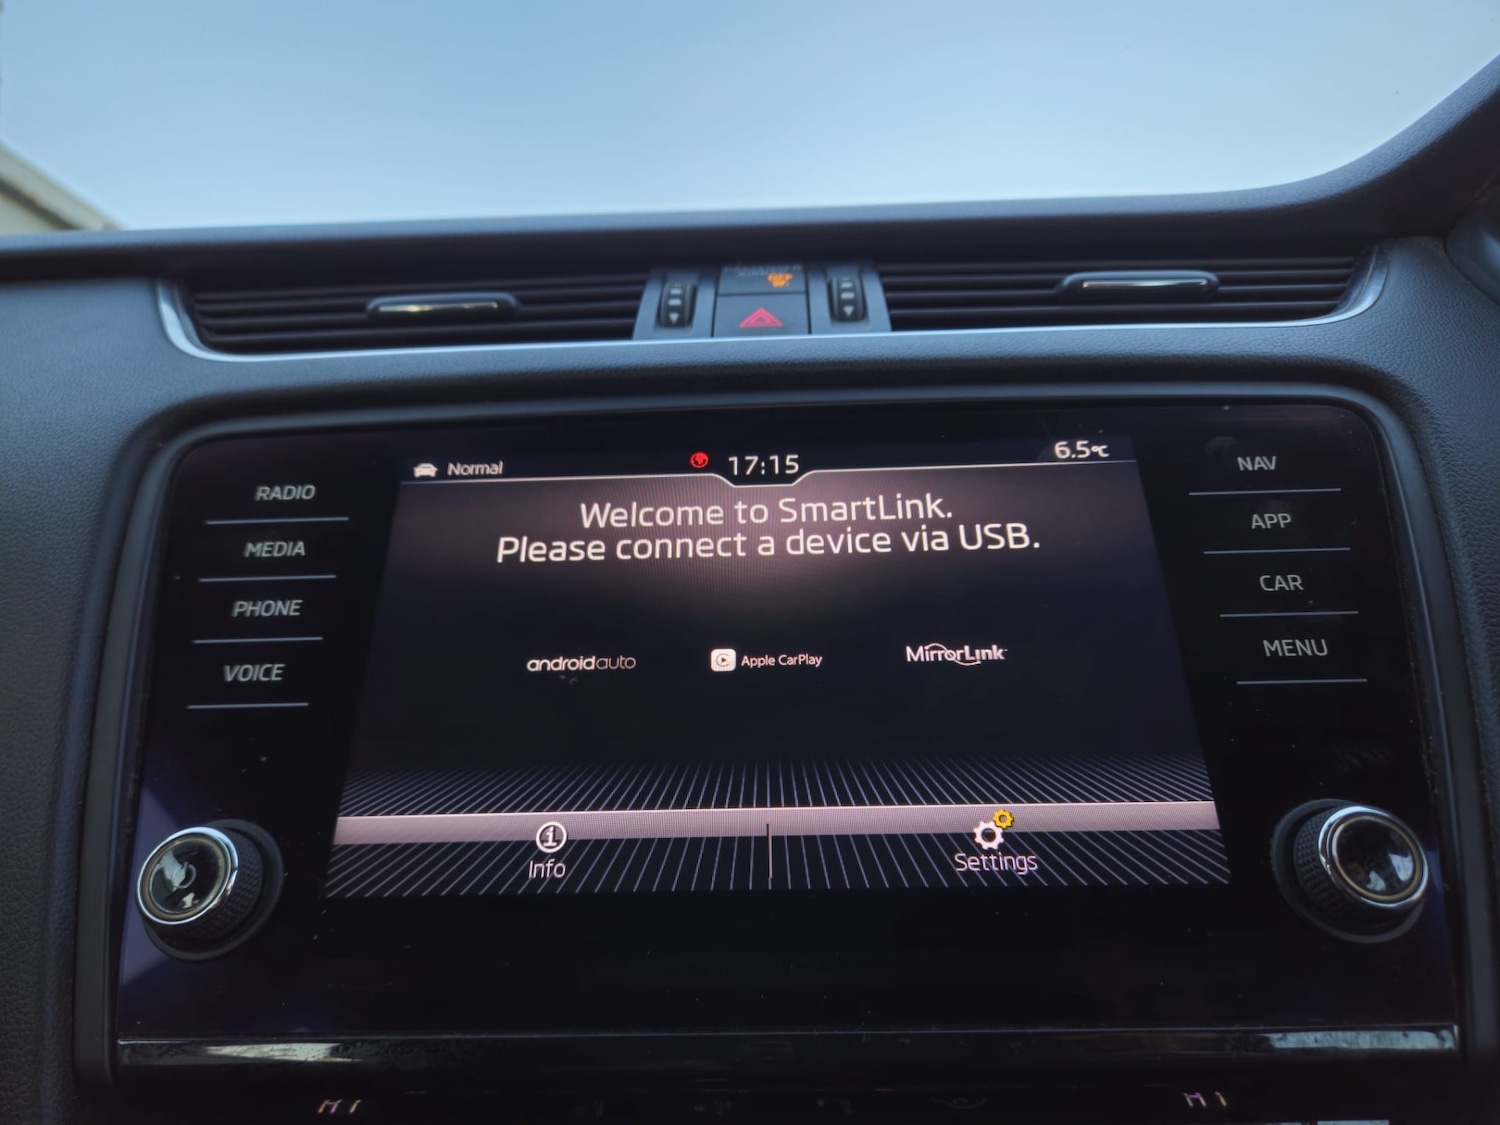 OFF
Normal
17:15
6.5°C
Welcome to SmartLink.
Please connect a device via USB.
androidauto
Apple CarPlay
MirrorLink
Info
Settings
RADIO
MEDIA
PHONE
VOICE
NAV
APP
CAR
MENU